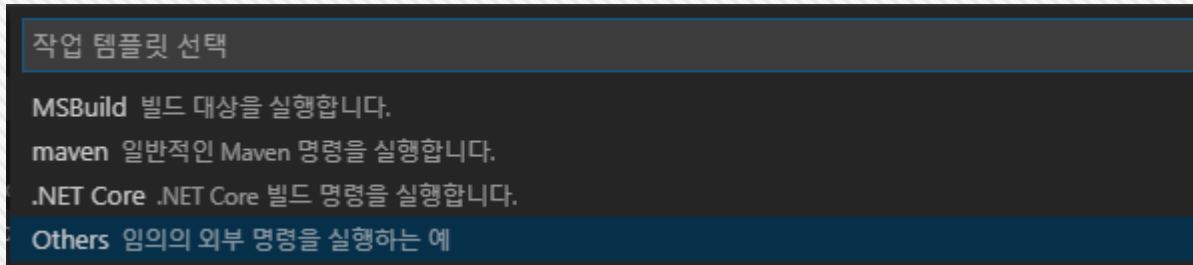 작업 템플릿 선택
MSBuild 빌드 대상을 실행합니다.
maven 일반적인 Maven 명령을 실행합니다.
.NET Core .NET Core 빌드 명령을 실행합니다.
Others 임의의 외부 명령을 실행하는 예